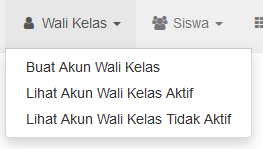 Wali Kelas Siswa
Buat Akun Wali Kelas
Lihat Akun Wali Kelas Aktif
Lihat Akun Wali Kelas Tidak Aktif